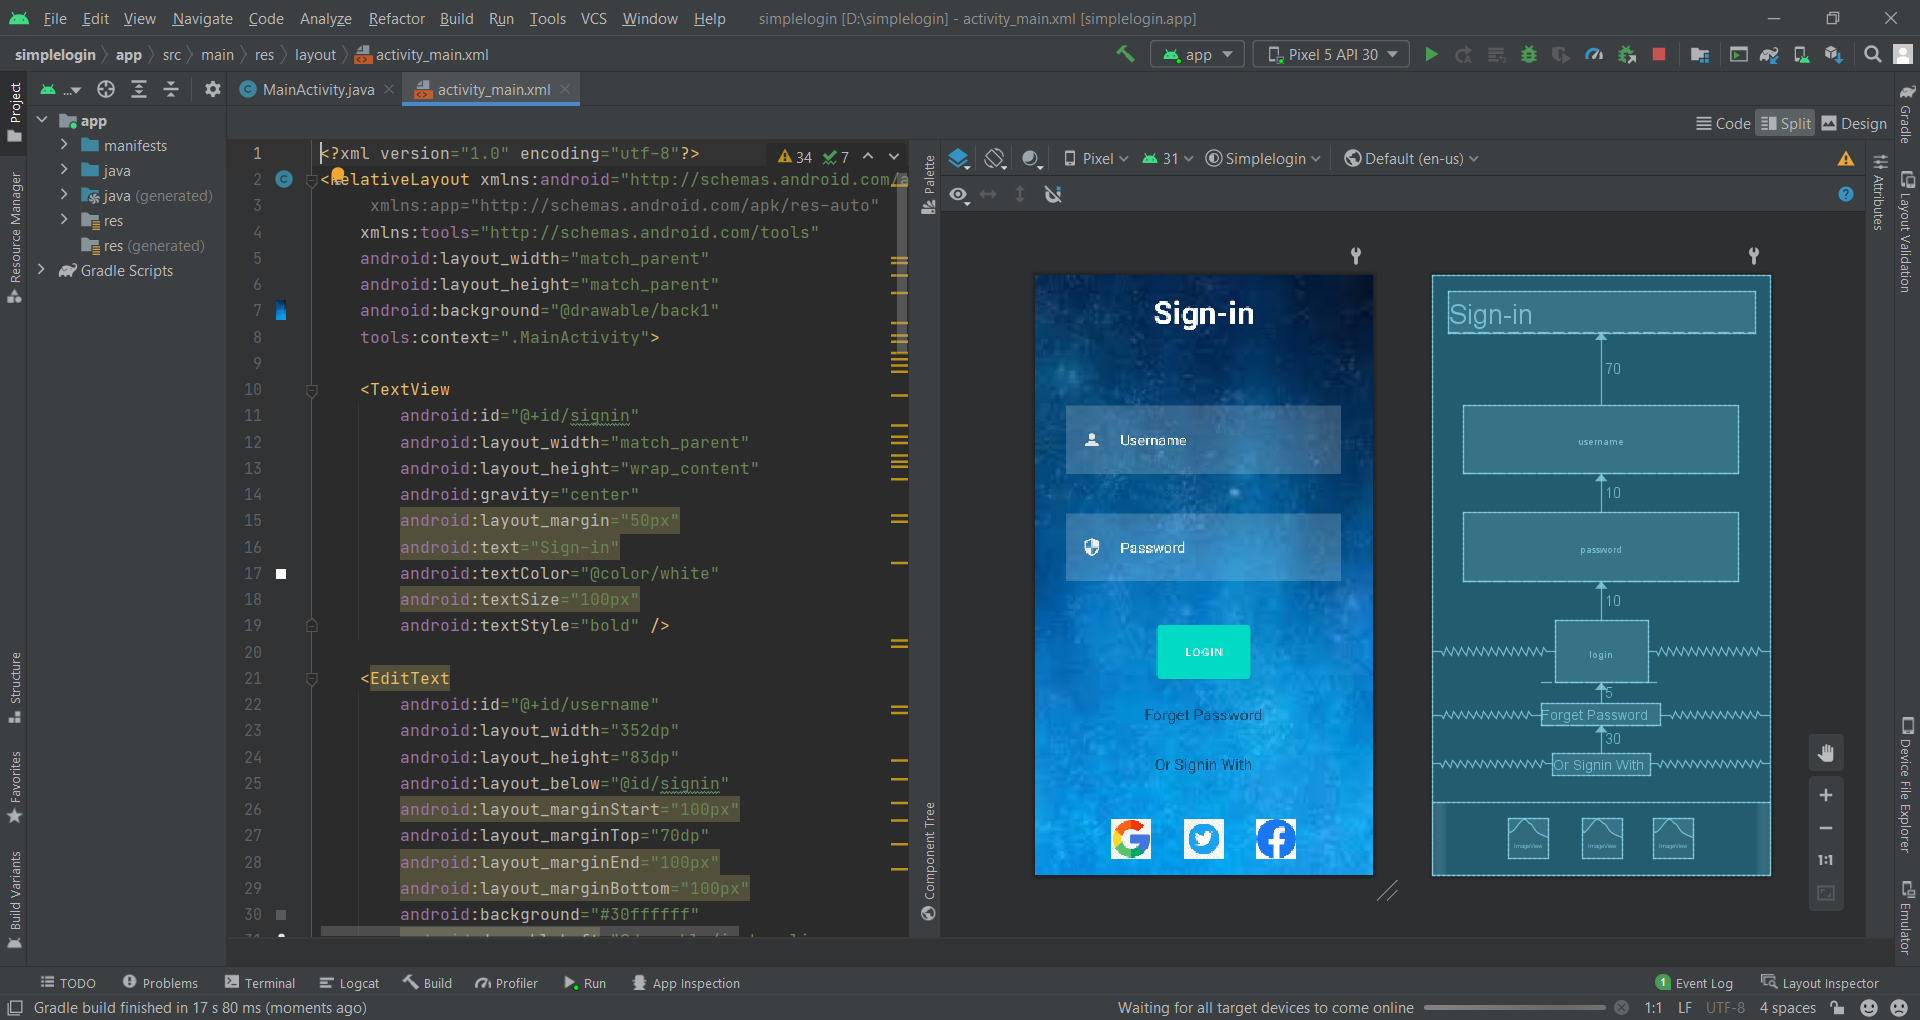 File Edit View Navigate Code Analyze Refactor Build Run Tools VCS Window Help simplelogin [D:\simplelogin] - activity_main.xml [simplelogin.app]
simplelogin app src main res layout activity_main.xml app Pixel 5 API 30
... MainActivity.java activity_main.xml
Code Split Design
Project
Resource Manager
Structure
Favorites
Build Variants
app
manifests
java
java (generated)
res
res (generated)
Gradle Scripts
34 7
1 <?xml version="1.0" encoding="utf-8"?>
2 <RelativeLayout xmlns:android="http://schemas.android.com/a
3 xmlns:app="http://schemas.android.com/apk/res-auto"
4 xmlns:tools="http://schemas.android.com/tools"
5 android:layout_width="match_parent"
6 android:layout_height="match_parent"
7 android:background="@drawable/back1"
8 tools:context=".MainActivity">
9
10 <TextView
11 android:id="@+id/signin"
12 android:layout_width="match_parent"
13 android:layout_height="wrap_content"
14 android:gravity="center"
15 android:layout_margin="50px"
16 android:text="Sign-in"
17 android:textColor="@color/white"
18 android:textSize="100px"
19 android:textStyle="bold" />
20
21 <EditText
22 android:id="@+id/username"
23 android:layout_width="352dp"
24 android:layout_height="83dp"
25 android:layout_below="@id/signin"
26 android:layout_marginStart="100px"
27 android:layout_marginTop="70dp"
28 android:layout_marginEnd="100px"
29 android:layout_marginBottom="100px"
30 android:background="#30ffffff"
Palette
Component Tree
Pixel 31 Simplelogin Default (en-us)
Sign-in
Username
Password
LOGIN
Forget Password
Or Signin With
Sign-in
70
username
10
password
10
login
5
Forget Password
30
Or Signin With
ImageView ImageView ImageView
1:1
Attributes
Gradle
Layout Validation
Device File Explorer
Emulator
TODO Problems Terminal Logcat Build Profiler Run App Inspection 1 Event Log Layout Inspector
Gradle build finished in 17 s 80 ms (moments ago) Waiting for all target devices to come online 1:1 LF UTF-8 4 spaces